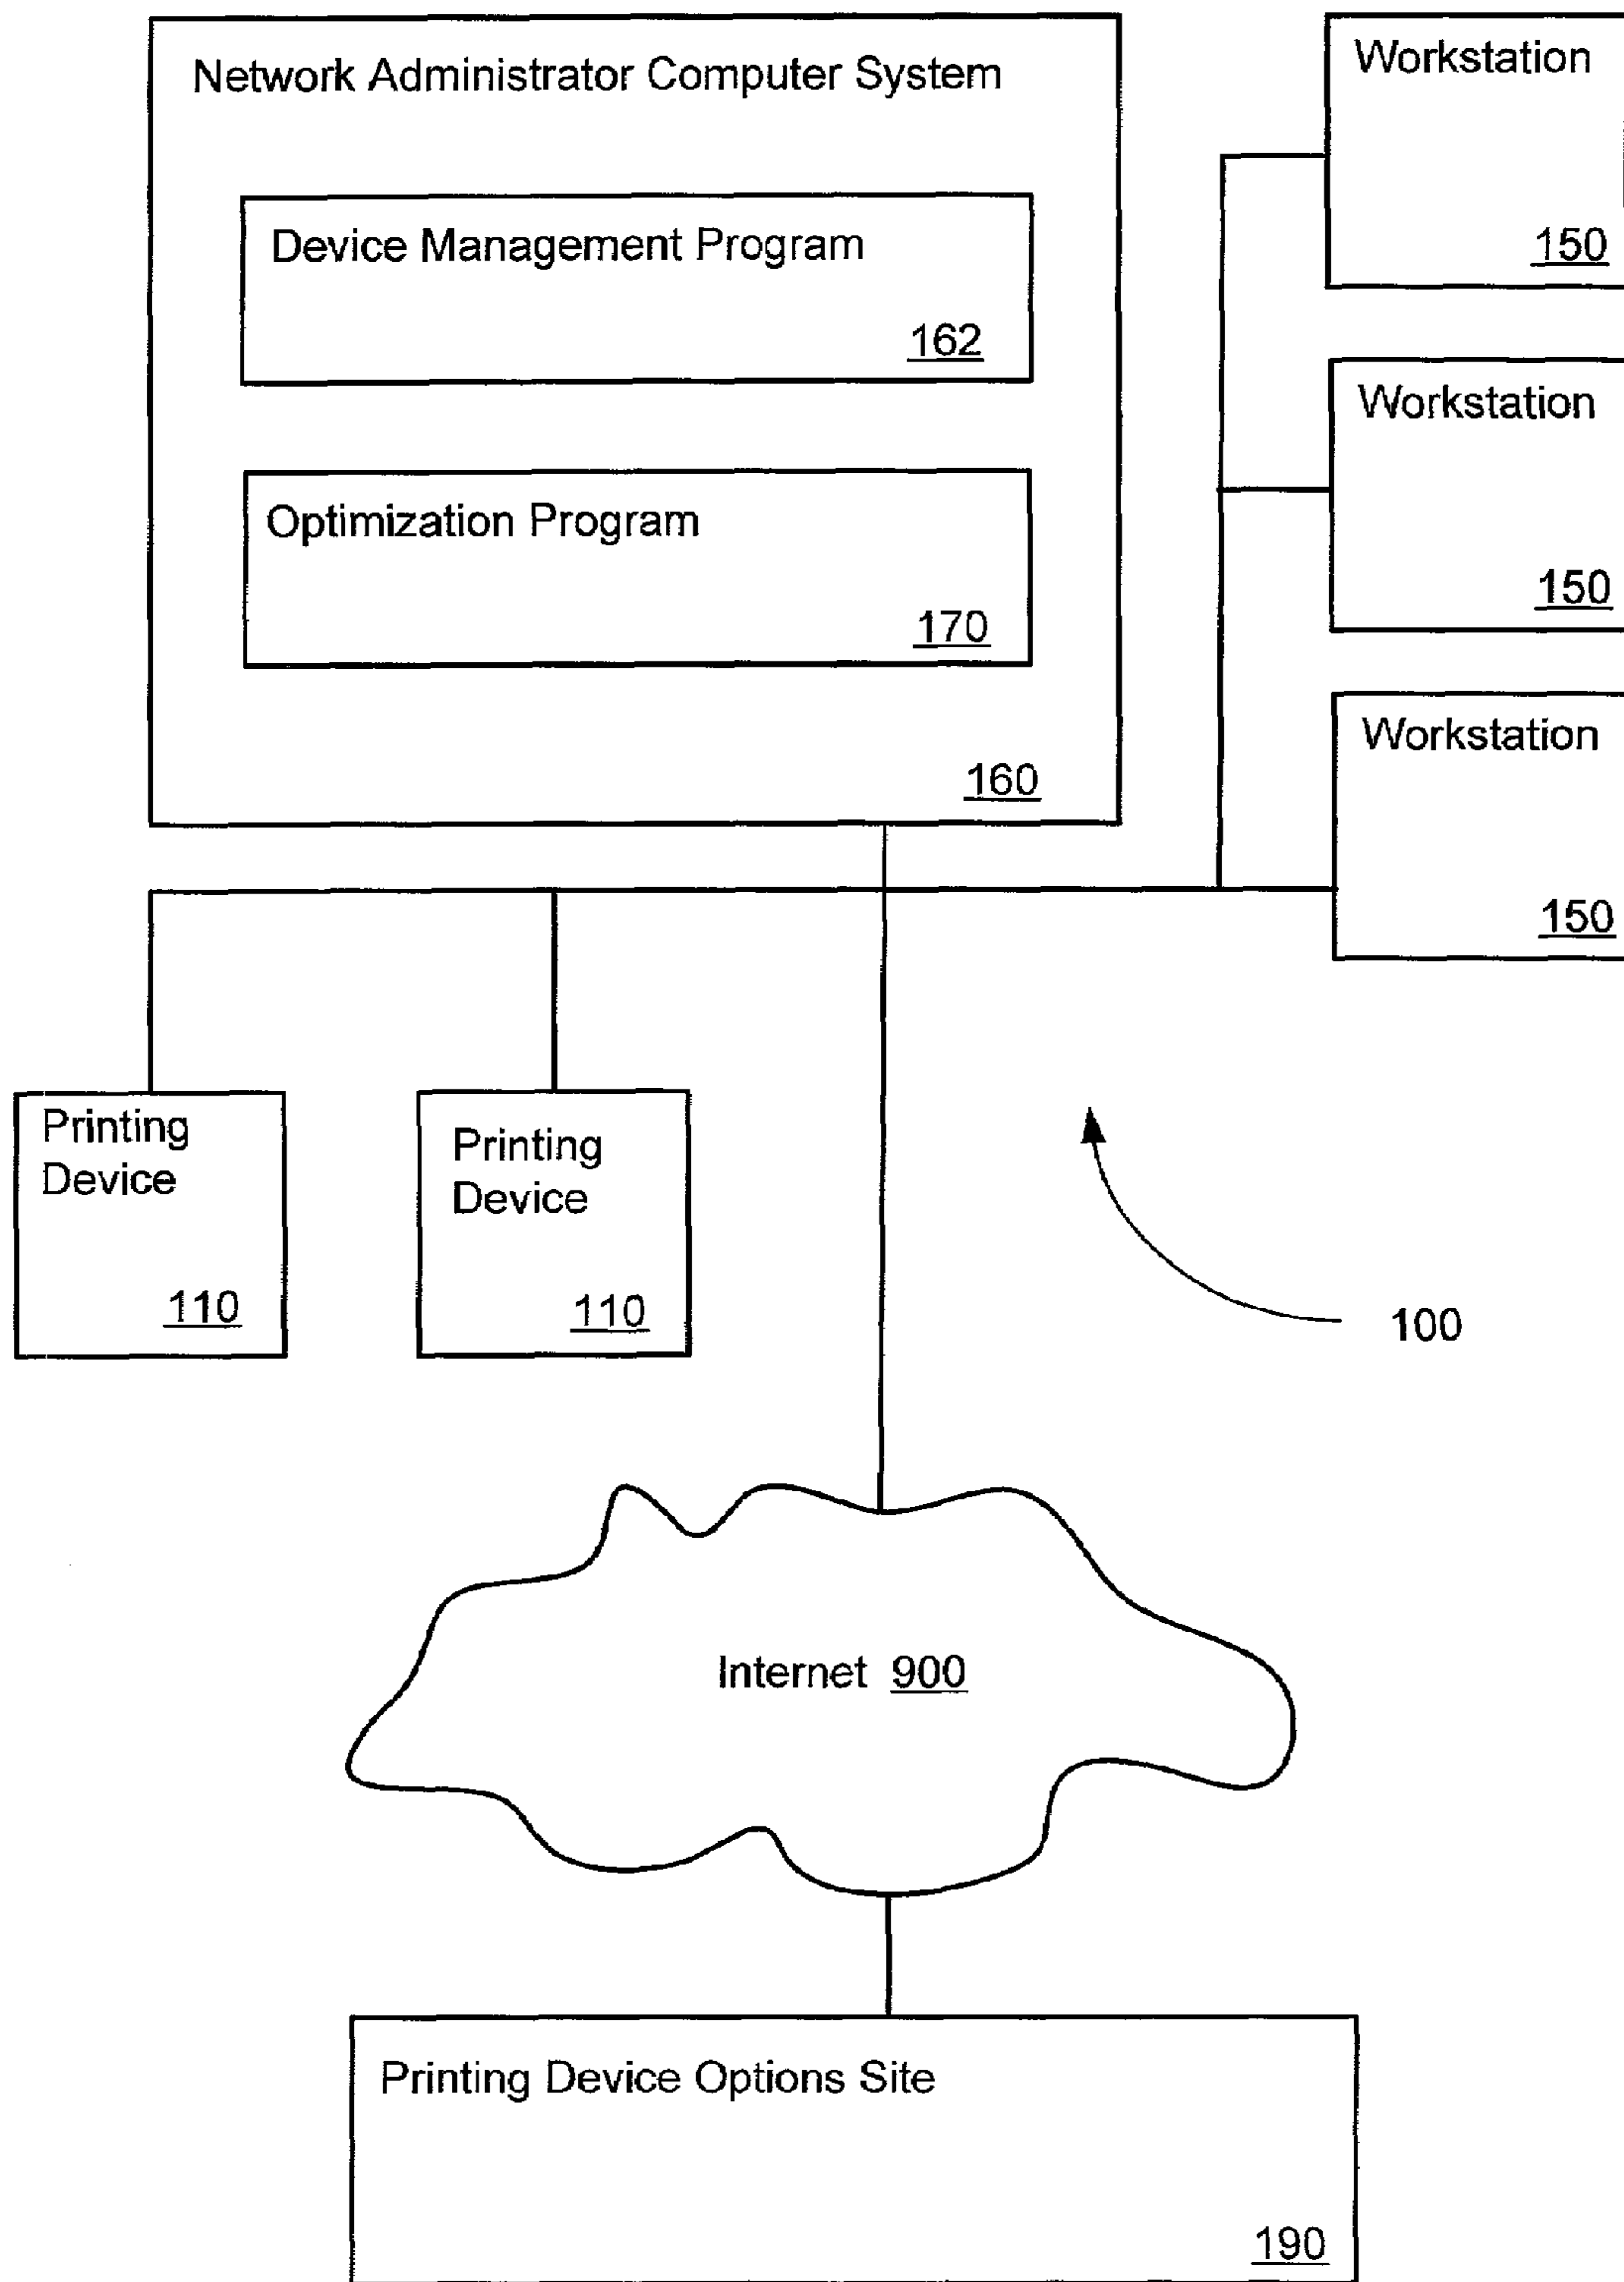 Network Administrator Computer System
Device Management Program
162
Optimization Program
170
160
Workstation
150
Workstation
150
Workstation
150
Printing
Device
110
Printing
Device
110
100
Internet 900
Printing Device Options Site
190